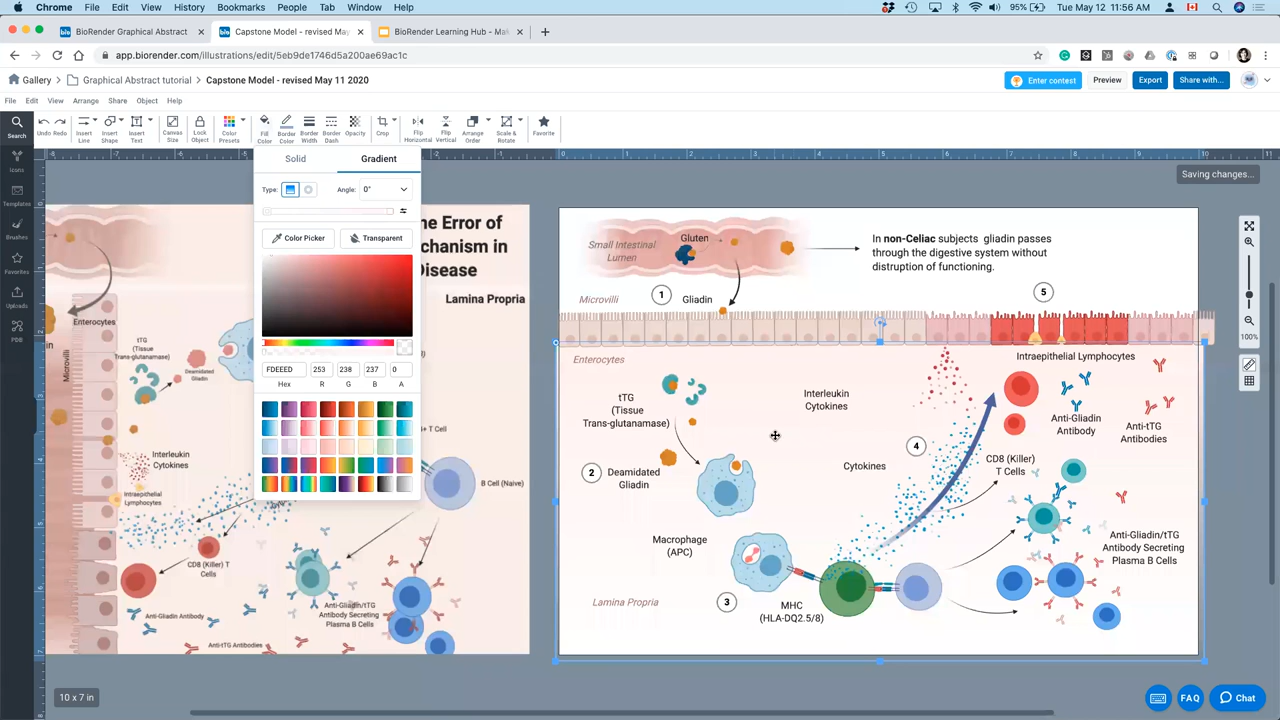 Chrome File Edit View History Bookmarks People Tab Window Help
95% Tue May 12 11:56 AM
BioRender Graphical Abstract
Capstone Model - revised Ma
BioRender Learning Hub - Ma
app.biorender.com/illustrations/edit/5eb9de1746d5a2200ae69ac1c
Gallery Graphical Abstract tutorial Capstone Model - revised May 11 2020
Enter contest Preview Export Share with...
File Edit View Arrange Share Object Help
Search
Undo Redo
Insert Line
Insert Shape
Insert Text
Canvas Size
Lock Object
Color Presets
Fill Color
Border Color
Border Width
Border Dash
Opacity
Crop
Flip Horizontal
Flip Vertical
Arrange Order
Scale & Rotate
Favorite
Icons
Templates
Brushes
Favorites
Uploads
PDB
Solid Gradient
Type: Angle: 0°
Color Picker Transparent
FDEEED 253 238 237 0
Hex R G B A
Saving changes...
100%
he Error of
chanism in
Disease
Lamina Propria
Enterocytes
Microvilli
in
tTG
(Tissue
Trans-glutanamase)
Deamidated
Gliadin
Interleukin
Cytokines
Intraepithelial
Lymphocytes
CD8 (Killer) T
Cells
+ T Cell
B Cell (Naive)
Anti-Gliadin Antibody
Anti-tTG Antibodies
Anti-Gliadin/tTG
Antibody Secreting
Plasma B Cells
Small Intestinal
Lumen
Gluten
In non-Celiac subjects gliadin passes
through the digestive system without
distruption of functioning.
Microvilli
1
Gliadin
5
Enterocytes
Intraepithelial Lymphocytes
tTG
(Tissue
Trans-glutanamase)
Interleukin
Cytokines
Anti-Gliadin
Antibody
Anti-tTG
Antibodies
4
Cytokines
CD8 (Killer)
T Cells
2
Deamidated
Gliadin
Macrophage
(APC)
Anti-Gliadin/tTG
Antibody Secreting
Plasma B Cells
Lamina Propria
3
MHC
(HLA-DQ2.5/8)
10 x 7 in
FAQ
Chat